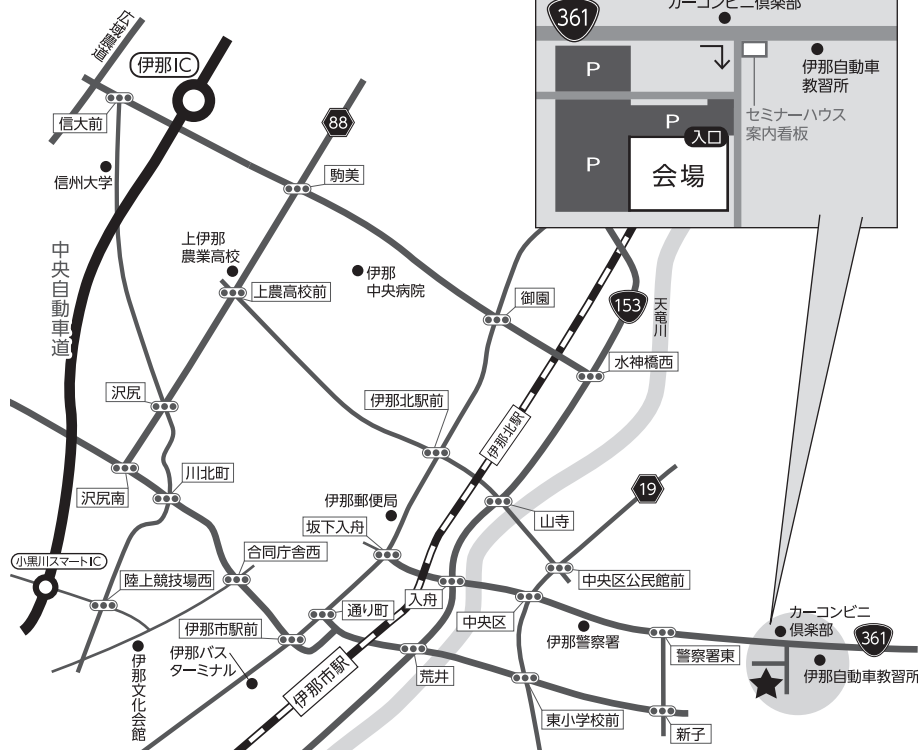 広域農道
伊那IC
信大前
信州大学
中央自動車道
88
駒美
上伊那
農業高校
上農高校前
伊那
中央病院
御園
153
天竜川
水神橋西
沢尻
伊那北駅前
伊那北駅
沢尻南
川北町
19
伊那郵便局
坂下入舟
山寺
小黒川スマートIC
合同庁舎西
陸上競技場西
入舟
中央区公民館前
通り町
中央区
伊那市駅前
伊那警察署
伊那バス
ターミナル
伊那市駅
荒井
警察署東
伊那文化会館
東小学校前
新子
カーコンビニ
倶楽部
361
伊那自動車教習所
361
カーコンビニ倶楽部
P
伊那自動車
教習所
P
セミナーハウス
案内看板
入口
P
会場